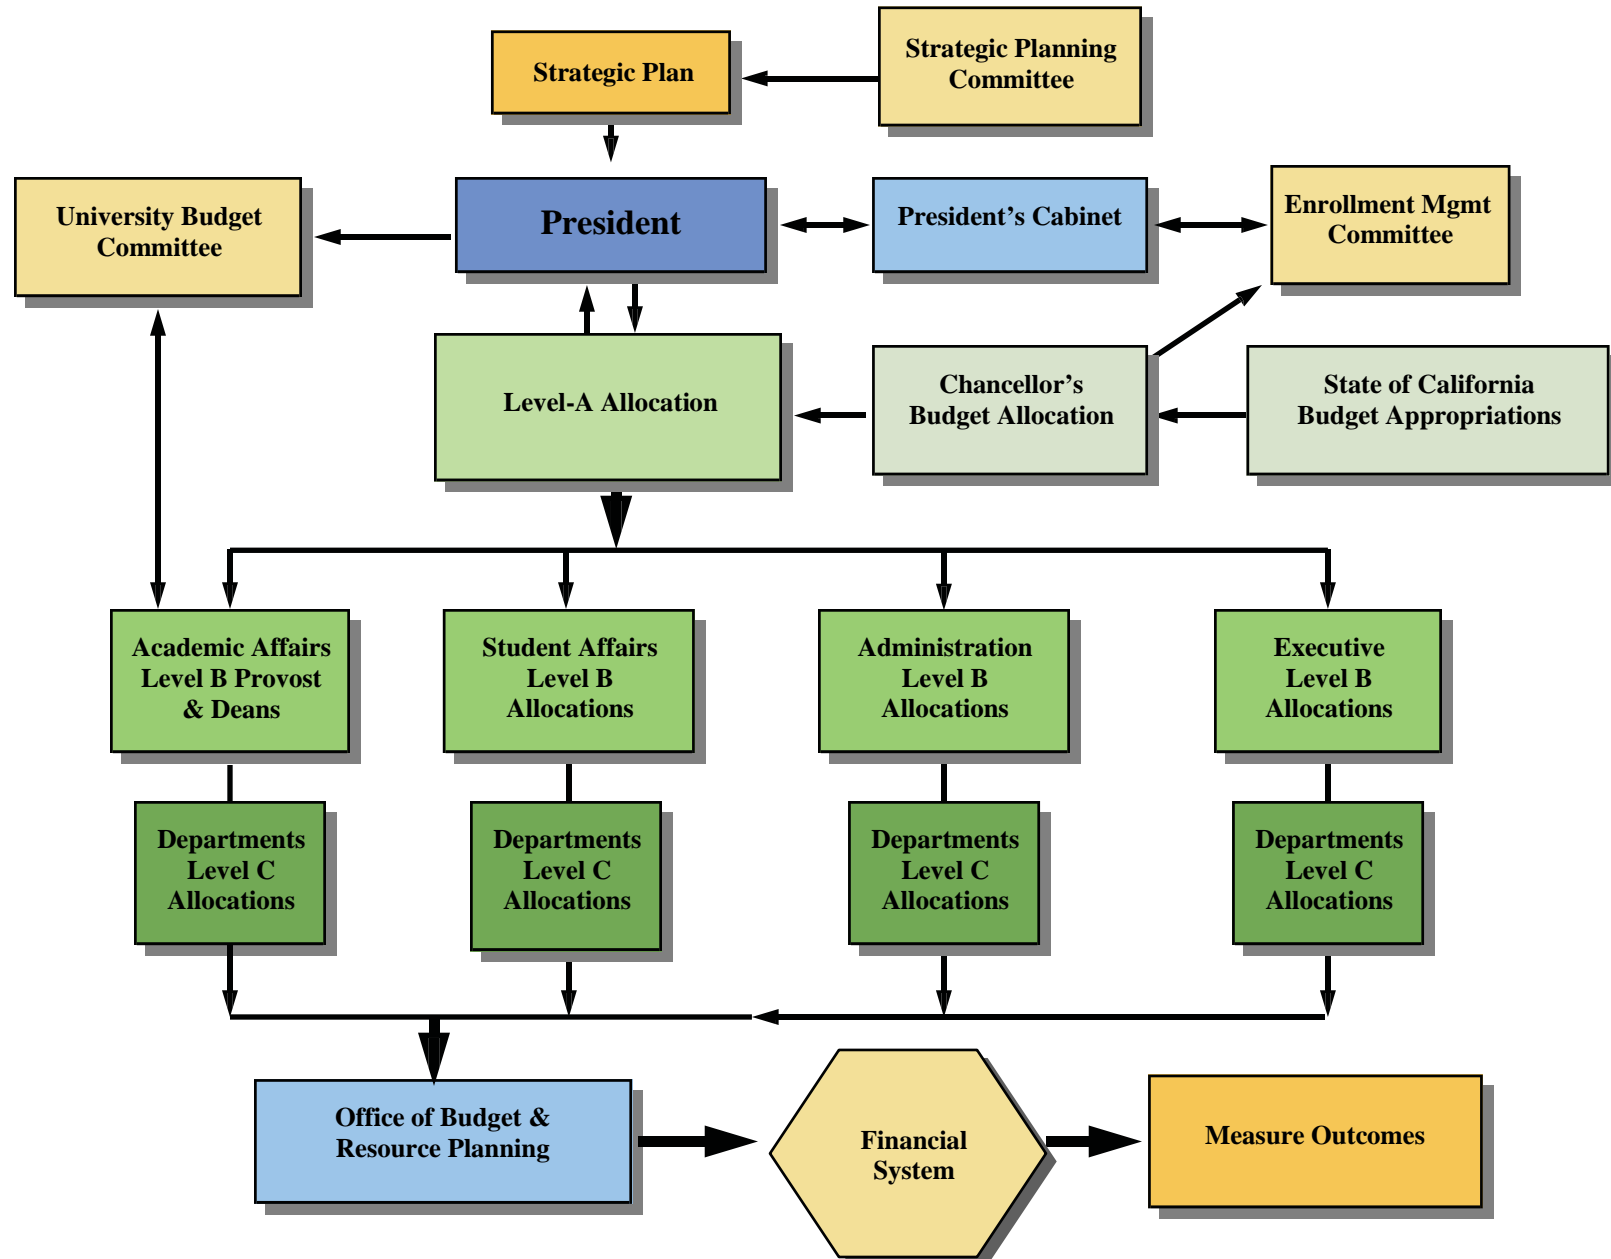 Strategic Plan
Strategic Planning
Committee
University Budget
Committee
President
President’s Cabinet
Enrollment Mgmt
Committee
Level-A Allocation
Chancellor’s
Budget Allocation
State of California
Budget Appropriations
Academic Affairs
Level B Provost
& Deans
Student Affairs
Level B
Allocations
Administration
Level B
Allocations
Executive
Level B
Allocations
Departments
Level C
Allocations
Departments
Level C
Allocations
Departments
Level C
Allocations
Departments
Level C
Allocations
Office of Budget &
Resource Planning
Financial
System
Measure Outcomes